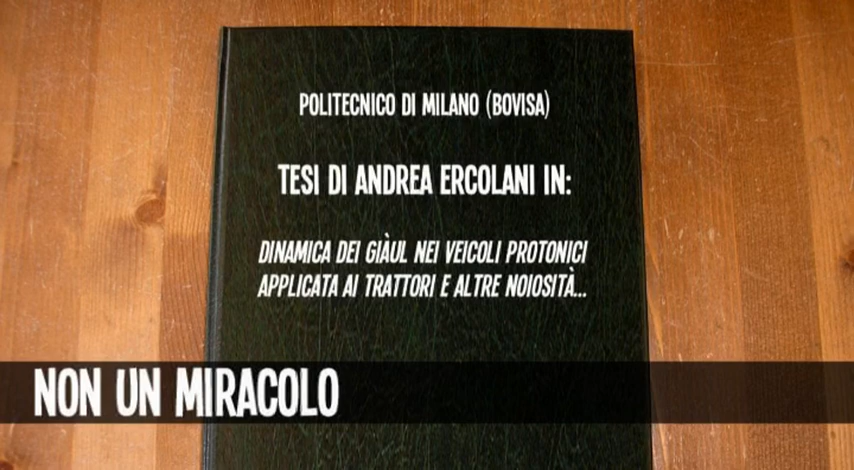 POLITECNICO DI MILANO (BOVISA)
TESI DI ANDREA ERCOLANI IN:
DINAMICA DEI GIÀUL NEI VEICOLI PROTONICI
APPLICATA AI TRATTORI E ALTRE NOIOSITÀ...
NON UN MIRACOLO